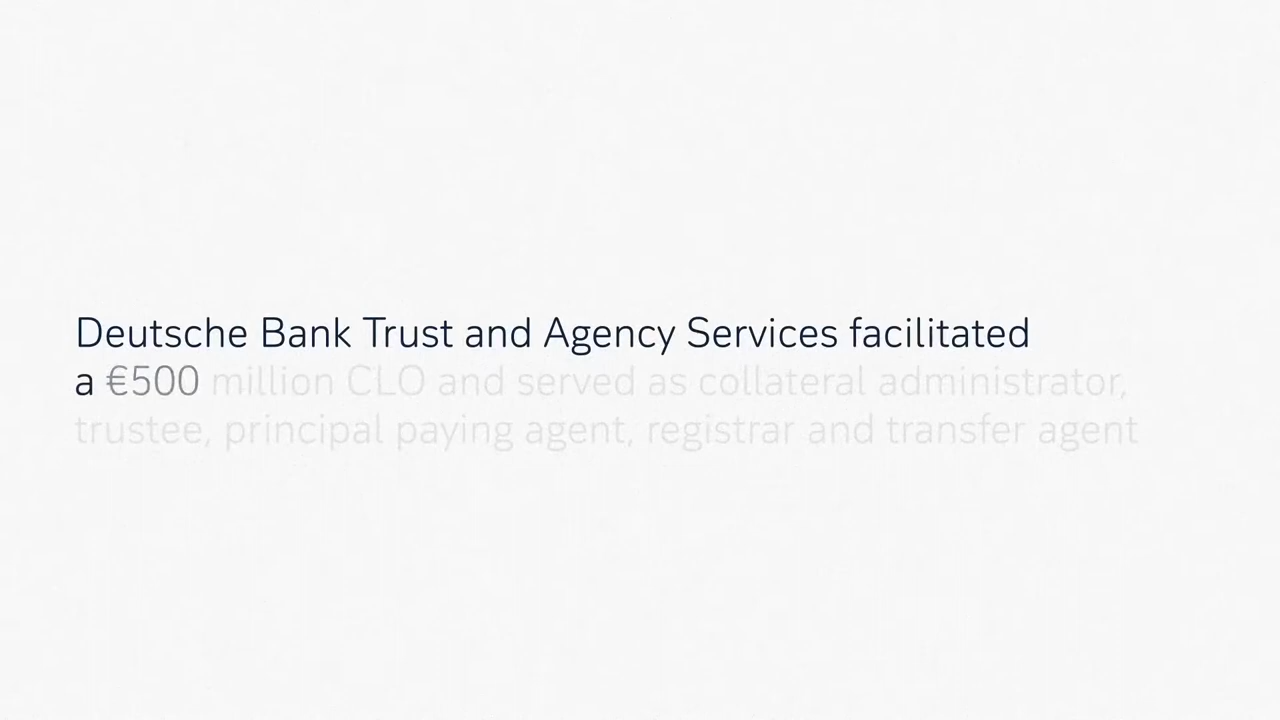 Deutsche Bank Trust and Agency Services facilitated
a €500 million CLO and served as collateral administrator,
trustee, principal paying agent, registrar and transfer agent